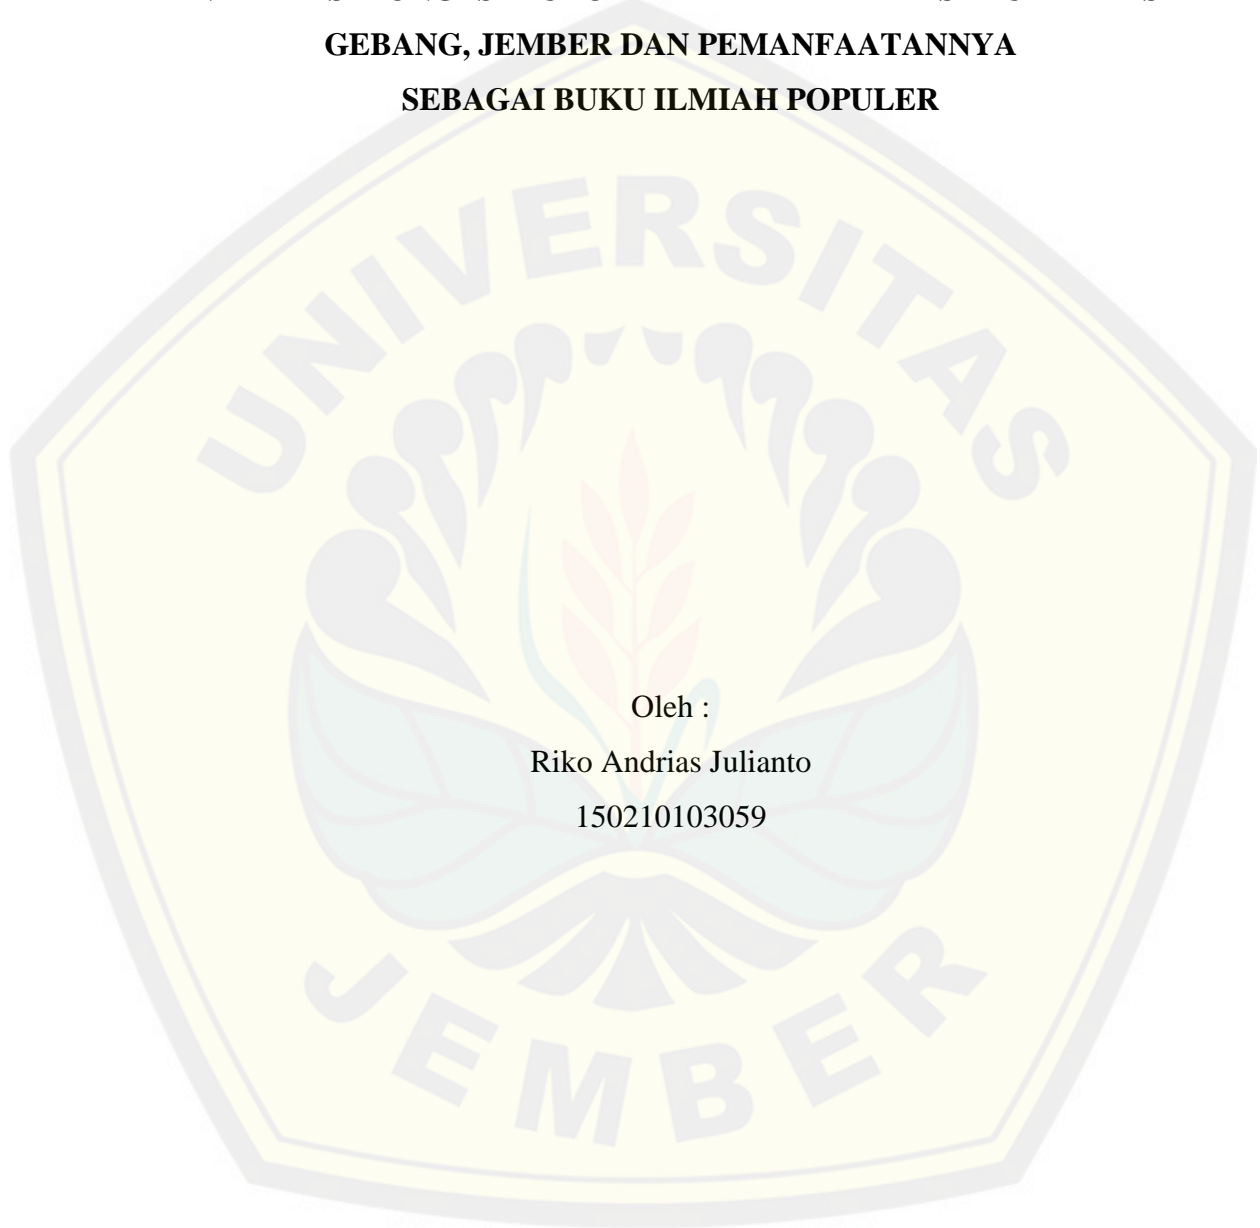 GEBANG, JEMBER DAN PEMANFAATANNYA
SEBAGAI BUKU ILMIAH POPULER
UNIVERSITAS
Oleh :
Riko Andrias Julianto
150210103059
JEMBER